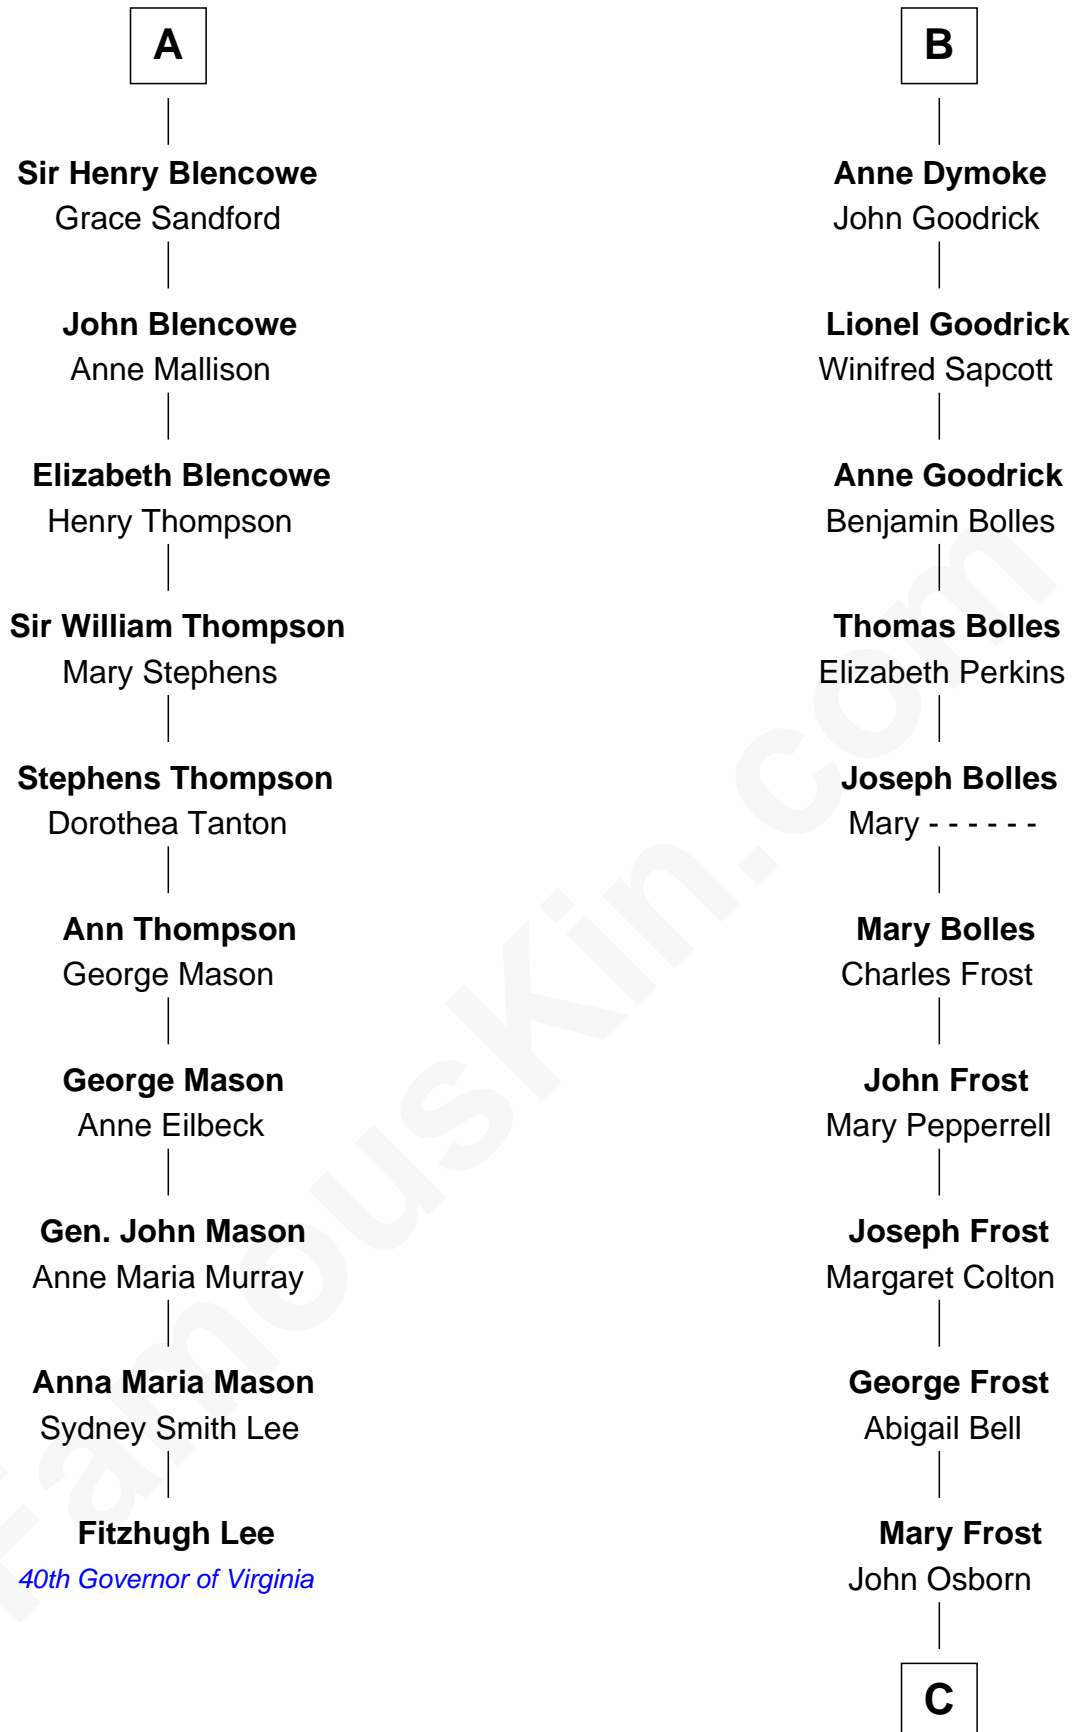 A
Sir Henry Blencowe
Grace Sandford
John Blencowe
Anne Mallison
Elizabeth Blencowe
Henry Thompson
Sir William Thompson
Mary Stephens
Stephens Thompson
Dorothea Tanton
Ann Thompson
George Mason
George Mason
Anne Eilbeck
Gen. John Mason
Anne Maria Murray
Anna Maria Mason
Sydney Smith Lee
Fitzhugh Lee
40th Governor of Virginia
B
Anne Dymoke
John Goodrick
Lionel Goodrick
Winifred Sapcott
Anne Goodrick
Benjamin Bolles
Thomas Bolles
Elizabeth Perkins
Joseph Bolles
Mary - - - - - -
Mary Bolles
Charles Frost
John Frost
Mary Pepperrell
Joseph Frost
Margaret Colton
George Frost
Abigail Bell
Mary Frost
John Osborn
C
FamousKin.com